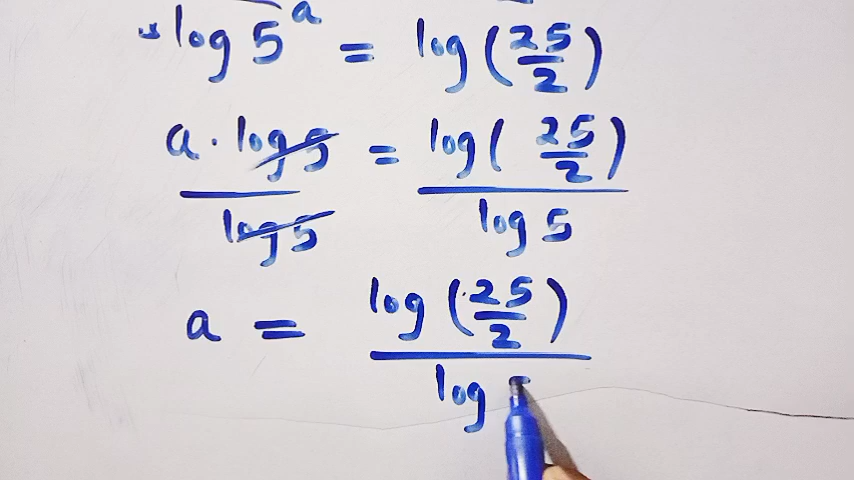 log 5^a = log(25/2)
a · log 5 / log 5 = log(25/2) / log 5
a = log(25/2) / log